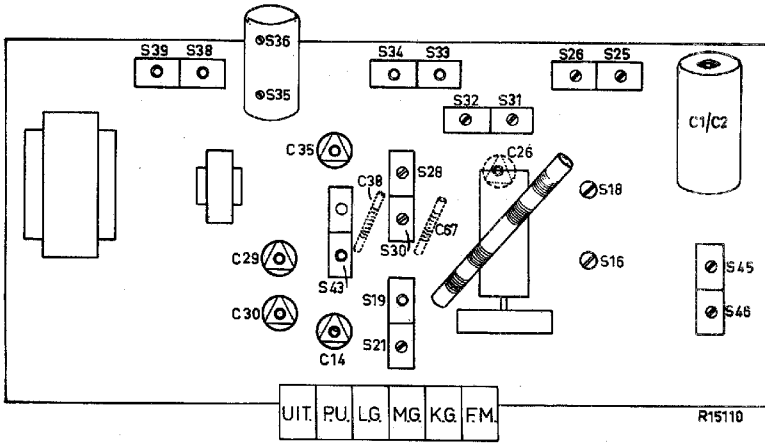 S36
S39 S38
S34 S33
S26 S25
S35
S32 S31
C1/C2
C35
C26
S28
C38
S18
C67
S30
C29
S16
S45
S43
S19
C30
S46
C14
S21
UIT. P.U. L.G. M.G. K.G. F.M.
R15110